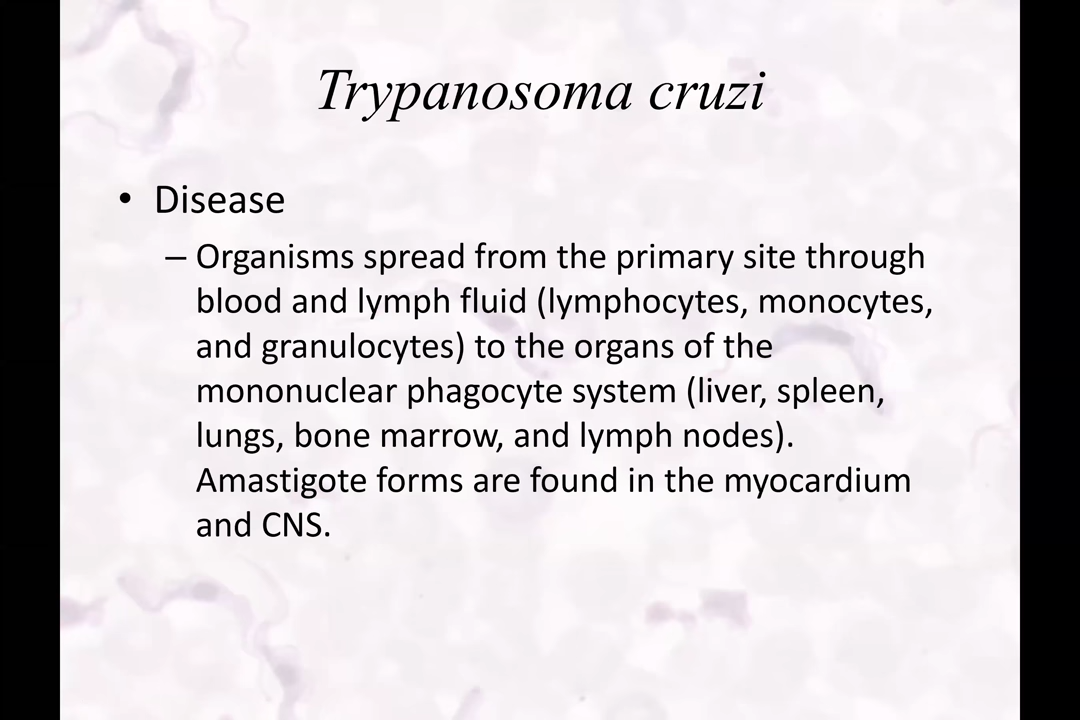 Trypanosoma cruzi
• Disease
– Organisms spread from the primary site through
blood and lymph fluid (lymphocytes, monocytes,
and granulocytes) to the organs of the
mononuclear phagocyte system (liver, spleen,
lungs, bone marrow, and lymph nodes).
Amastigote forms are found in the myocardium
and CNS.